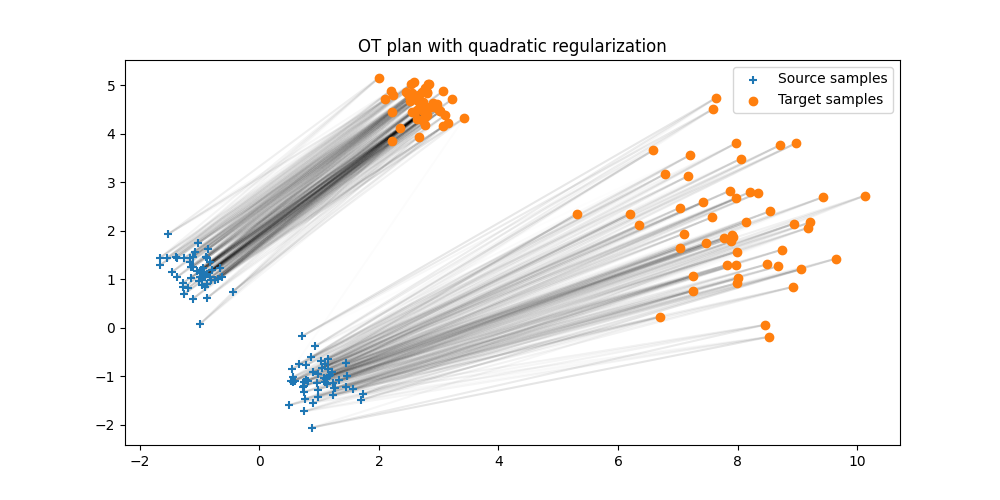 OT plan with quadratic regularization
Source samples
Target samples
5
4
3
2
1
0
−1
−2
−2 0 2 4 6 8 10